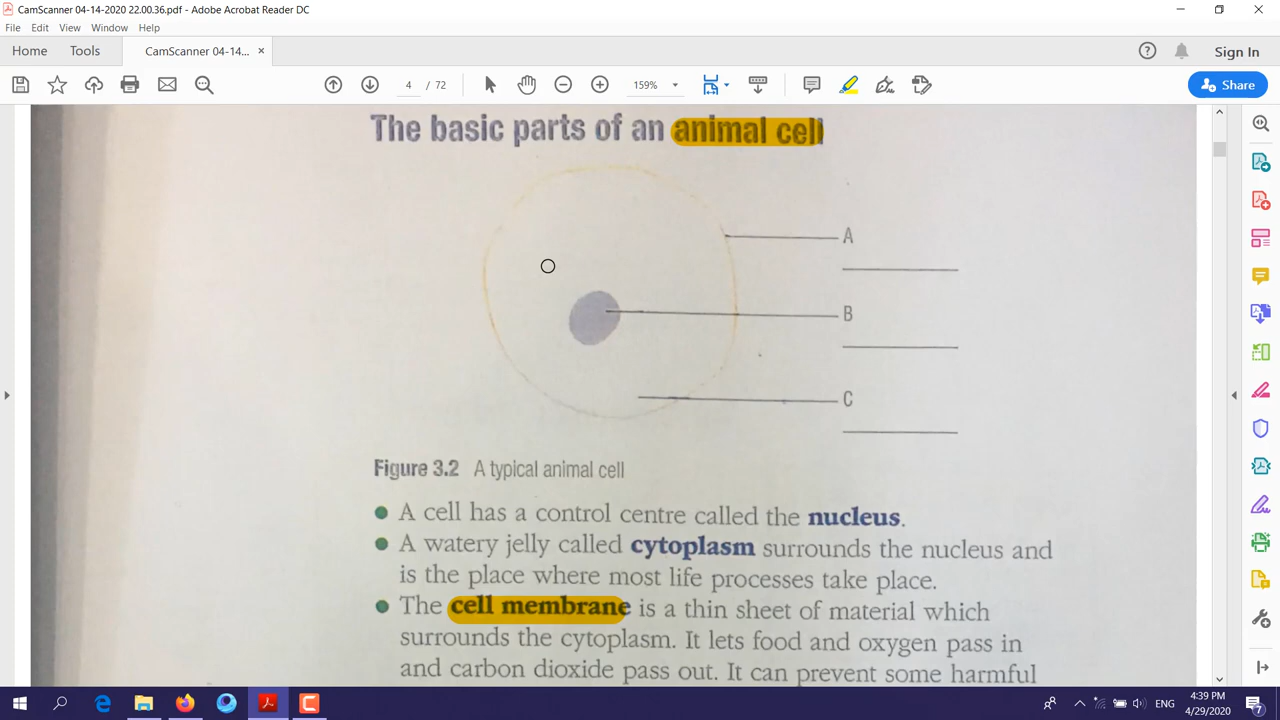 CamScanner 04-14-2020 22.00.36.pdf - Adobe Acrobat Reader DC
File Edit View Window Help
Home Tools CamScanner 04-14... × Sign In
4 / 72 159% Share
The basic parts of an animal cell
A
B
C
Figure 3.2 A typical animal cell
A cell has a control centre called the nucleus.
A watery jelly called cytoplasm surrounds the nucleus and
is the place where most life processes take place.
The cell membrane is a thin sheet of material which
surrounds the cytoplasm. It lets food and oxygen pass in
and carbon dioxide pass out. It can prevent some harmful
ENG
4:39 PM
4/29/2020
7